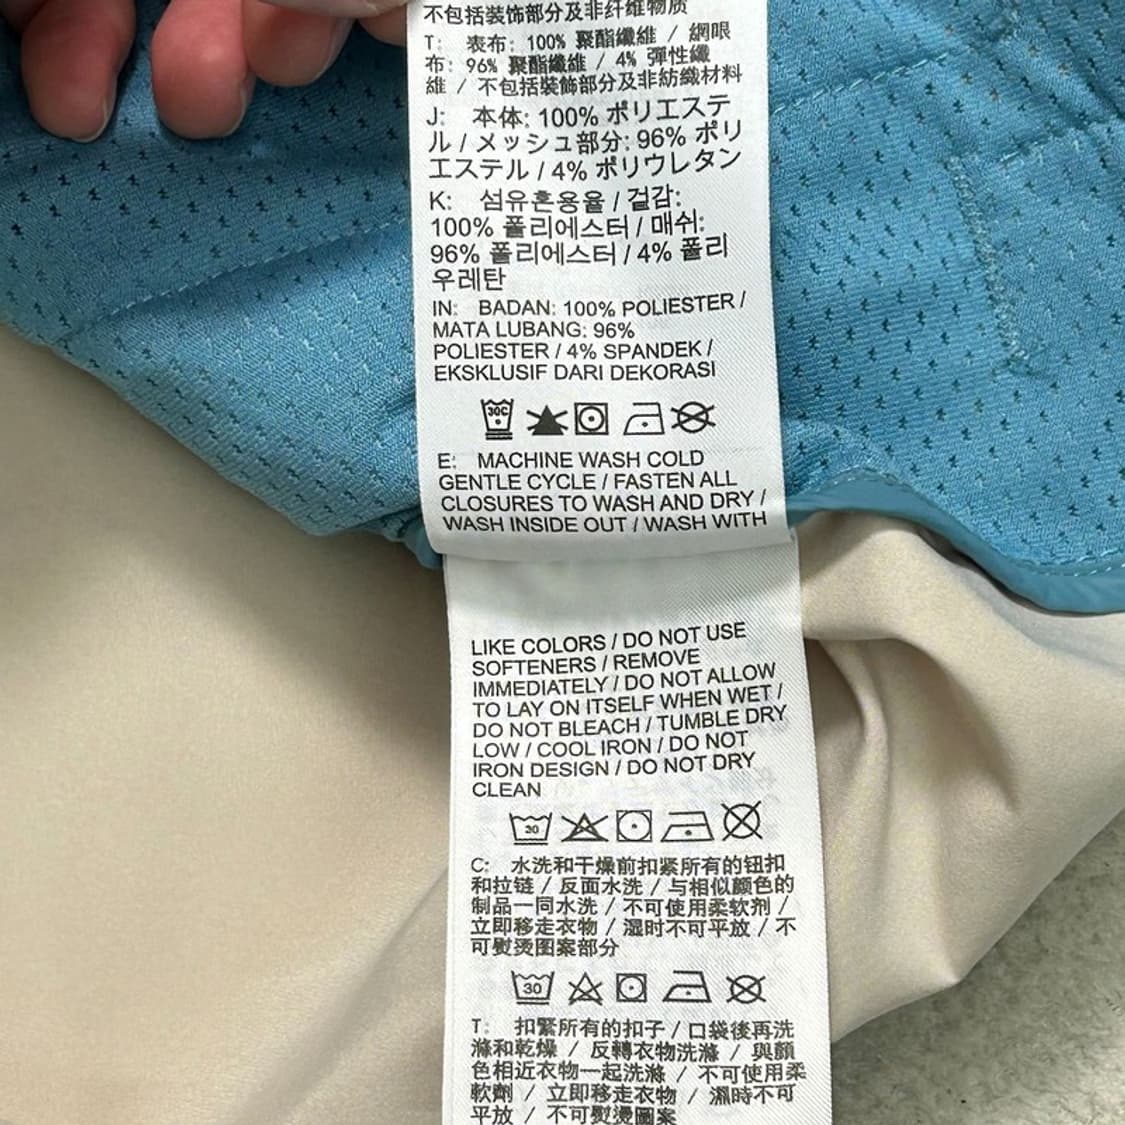 不包括装饰部分及非纤维物质
T: 表布: 100% 聚酯纖維 / 網眼
布: 96% 聚酯纖維 / 4% 彈性纖
維 / 不包括裝飾部分及非紡織材料
J: 本体: 100% ポリエステ
ル / メッシュ部分: 96% ポリ
エステル / 4% ポリウレタン
K: 섬유혼용율 / 겉감:
100% 폴리에스터 / 매쉬:
96% 폴리에스터 / 4% 폴리
우레탄
IN: BADAN: 100% POLIESTER /
MATA LUBANG: 96%
POLIESTER / 4% SPANDEK /
EKSKLUSIF DARI DEKORASI
30C
E: MACHINE WASH COLD
GENTLE CYCLE / FASTEN ALL
CLOSURES TO WASH AND DRY /
WASH INSIDE OUT / WASH WITH
LIKE COLORS / DO NOT USE
SOFTENERS / REMOVE
IMMEDIATELY / DO NOT ALLOW
TO LAY ON ITSELF WHEN WET /
DO NOT BLEACH / TUMBLE DRY
LOW / COOL IRON / DO NOT
IRON DESIGN / DO NOT DRY
CLEAN
30
C: 水洗和干燥前扣紧所有的钮扣
和拉链 / 反面水洗 / 与相似颜色的
制品一同水洗 / 不可使用柔软剂 /
立即移走衣物 / 湿时不可平放 / 不
可熨烫图案部分
30
T: 扣緊所有的扣子 / 口袋後再洗
滌和乾燥 / 反轉衣物洗滌 / 與顏
色相近衣物一起洗滌 / 不可使用柔
軟劑 / 立即移走衣物 / 濕時不可
平放 / 不可熨燙圖案